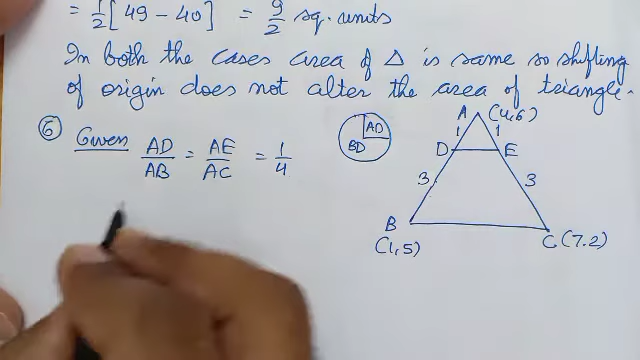 = 1/2 [49 - 40] = 9/2 sq. units
In both the cases area of Δ is same so shifting
of origin does not alter the area of triangle.
⑥ Given AD/AB = AE/AC = 1/4
AD
BD
A (4,6)
1 1
D E
3 3
B C (7,2)
(1,5)